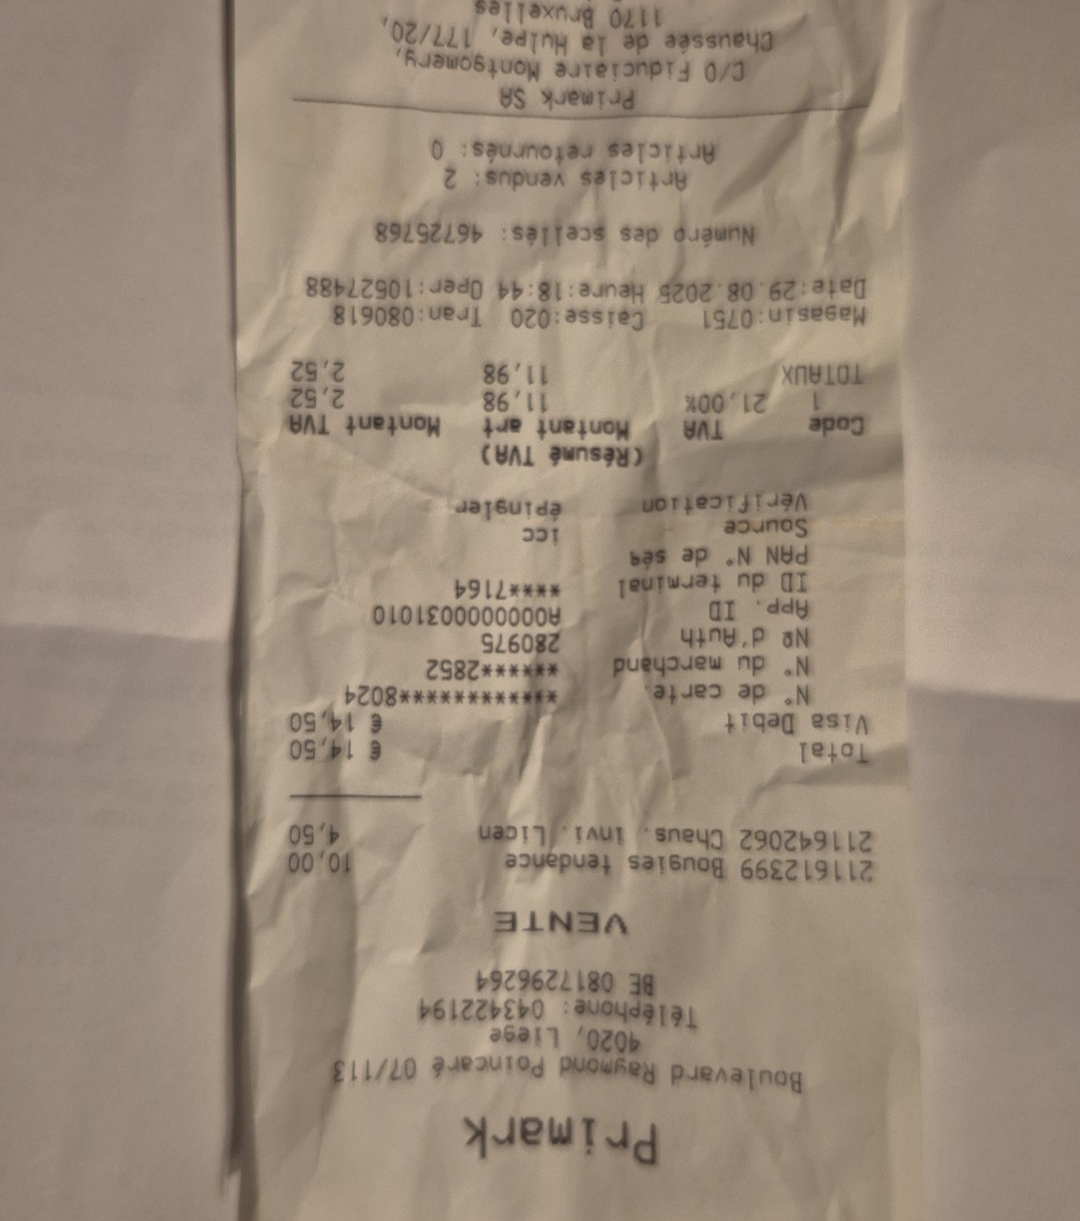 Primark
Boulevard Raymond Poincaré 07/113
4020, Liege
Téléphone: 043422194
BE 0817296264
VENTE
211612399 Bougies tendance 10,00
211642062 Chaus. invi. Licen 4,50
Total € 14,50
Visa Debit € 14,50
N° de carte. ************8024
N° du marchand ******2852
Nº d'Auth 280975
App. ID A0000000031010
ID du terminal ****7164
PAN N° de séq
Source icc
Vérification épingler
(Résumé TVA)
Code TVA Montant art Montant TVA
1 21,00% 11,98 2,52
TOTAUX 11,98 2,52
Magasin:0751 Caisse:020 Tran:080618
Date:29.08.2025 Heure:18:44 Oper:10527488
Numéro des scellés: 46725768
Articles vendus: 2
Articles retournés: 0
Primark SA
C/O Fiduciaire Montgomery,
Chaussée de la Hulpe, 177/20,
1170 Bruxelles